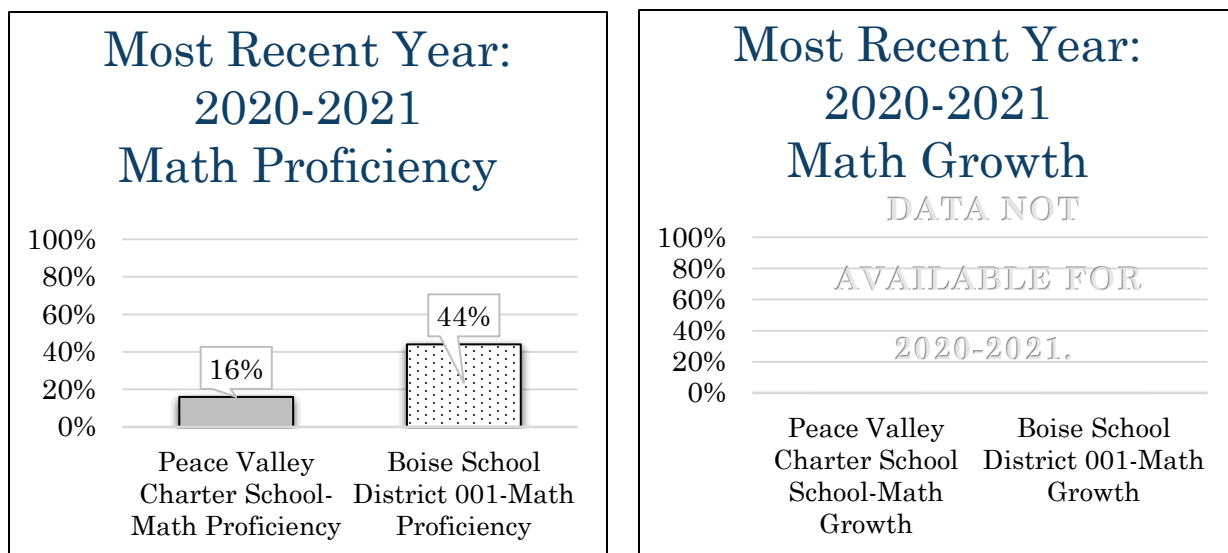 Most Recent Year:
2020-2021
Math Proficiency
100%
80%
60%
40%
20%
0%
16%
44%
Peace Valley
Charter School-
Math Proficiency
Boise School
District 001-Math
Proficiency
Most Recent Year:
2020-2021
Math Growth
DATA NOT
AVAILABLE FOR
2020-2021.
100%
80%
60%
40%
20%
0%
Peace Valley
Charter School
School-Math
Growth
Boise School
District 001-Math
Growth